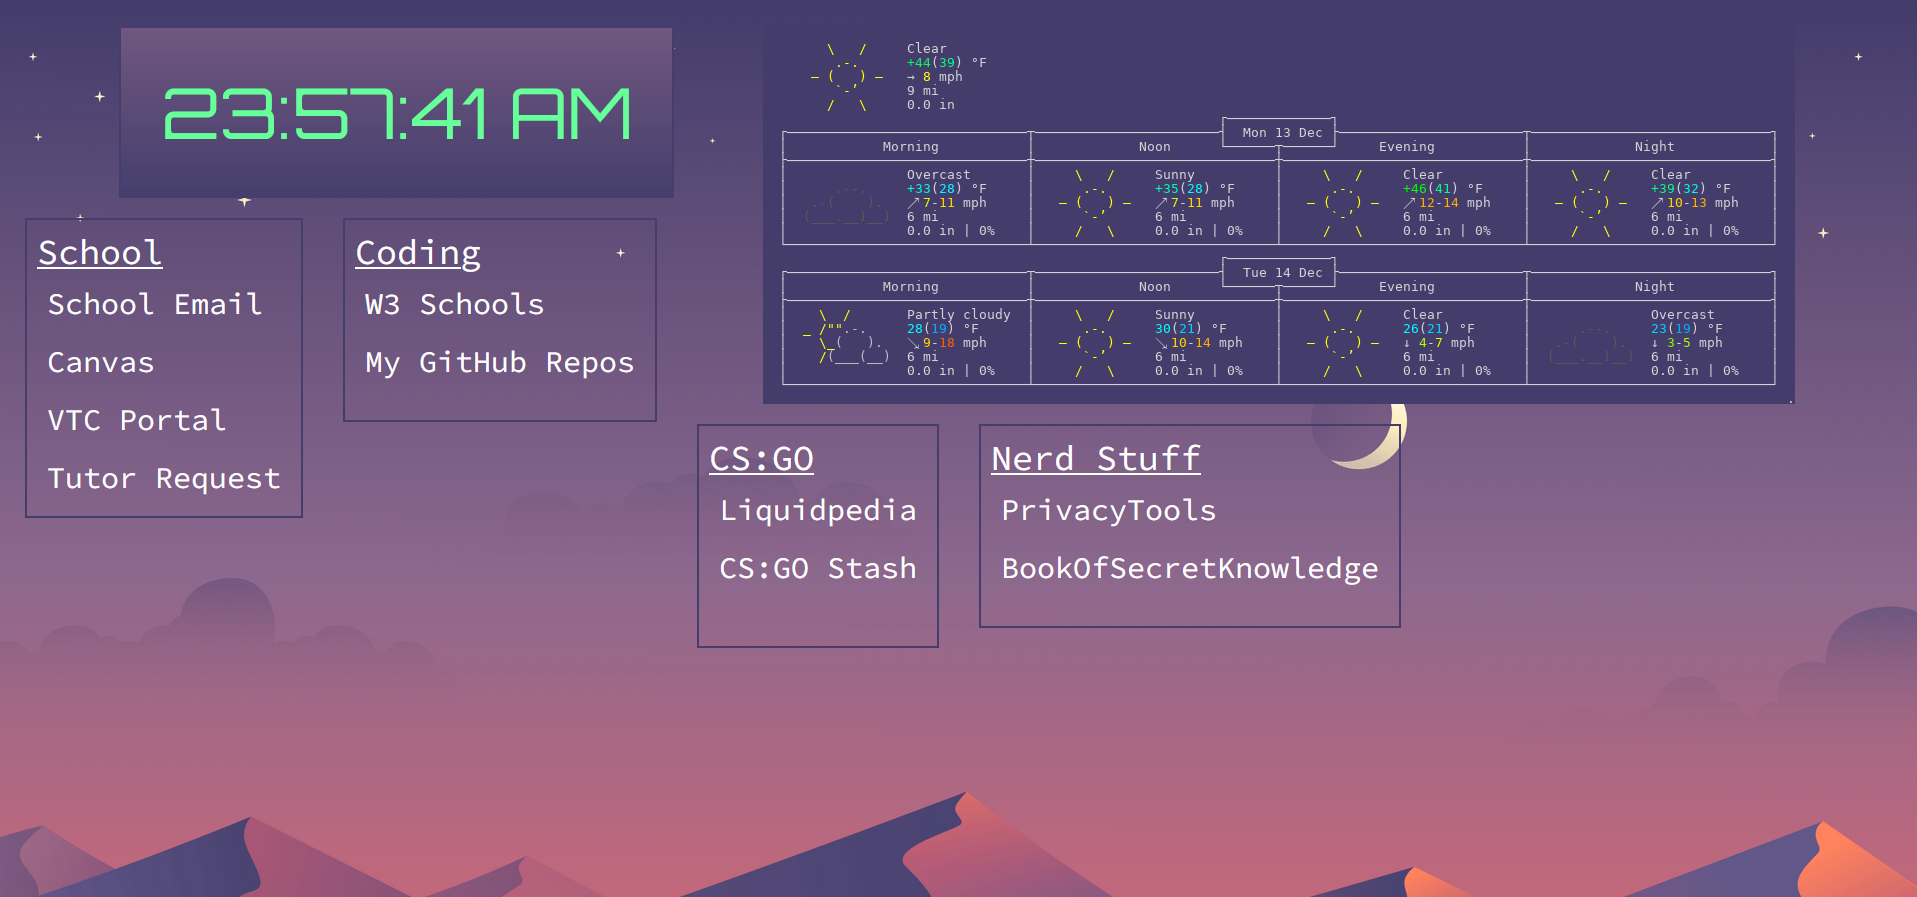 23:57:41 AM
Clear
+44(39) °F
→ 8 mph
9 mi
0.0 in
Mon 13 Dec
Morning Noon Evening Night
Overcast Sunny Clear Clear
+33(28) °F +35(28) °F +46(41) °F +39(32) °F
↗ 7-11 mph ↗ 7-11 mph ↗ 12-14 mph ↗ 10-13 mph
6 mi 6 mi 6 mi 6 mi
0.0 in | 0% 0.0 in | 0% 0.0 in | 0% 0.0 in | 0%
Tue 14 Dec
Morning Noon Evening Night
Partly cloudy Sunny Clear Overcast
28(19) °F 30(21) °F 26(21) °F 23(19) °F
↘ 9-18 mph ↘ 10-14 mph ↓ 4-7 mph ↓ 3-5 mph
6 mi 6 mi 6 mi 6 mi
0.0 in | 0% 0.0 in | 0% 0.0 in | 0% 0.0 in | 0%
School
School Email
Canvas
VTC Portal
Tutor Request
Coding
W3 Schools
My GitHub Repos
CS:GO
Liquidpedia
CS:GO Stash
Nerd Stuff
PrivacyTools
BookOfSecretKnowledge